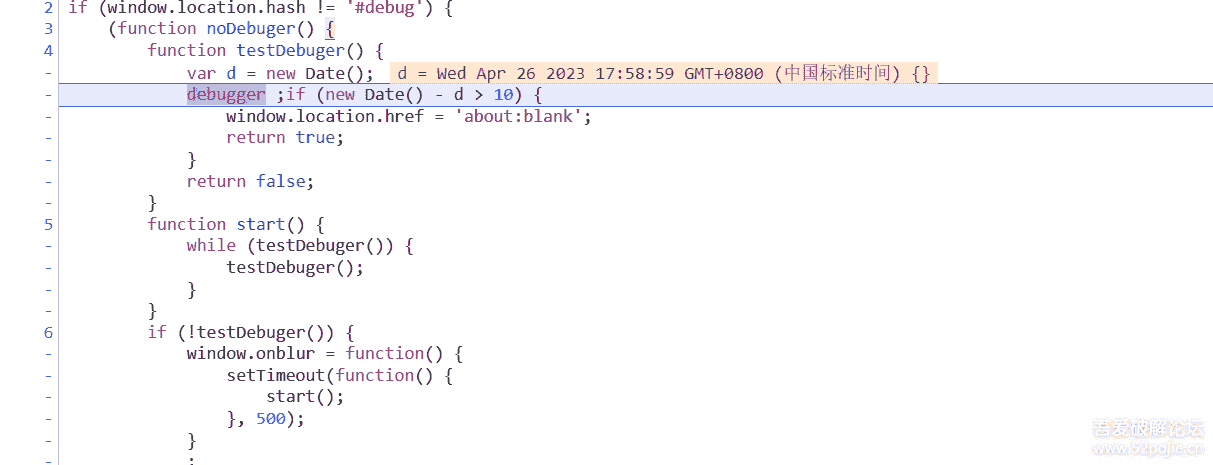 2 if (window.location.hash != '#debug') {
3 (function noDebuger() {
4 function testDebuger() {
- var d = new Date(); d = Wed Apr 26 2023 17:58:59 GMT+0800 (中国标准时间) {}
- debugger ;if (new Date() - d > 10) {
- window.location.href = 'about:blank';
- return true;
- }
- return false;
- }
5 function start() {
- while (testDebuger()) {
- testDebuger();
- }
- }
6 if (!testDebuger()) {
- window.onblur = function() {
- setTimeout(function() {
- start();
- }, 500);
- }
- ;
吾爱破解论坛
www.52pojie.cn